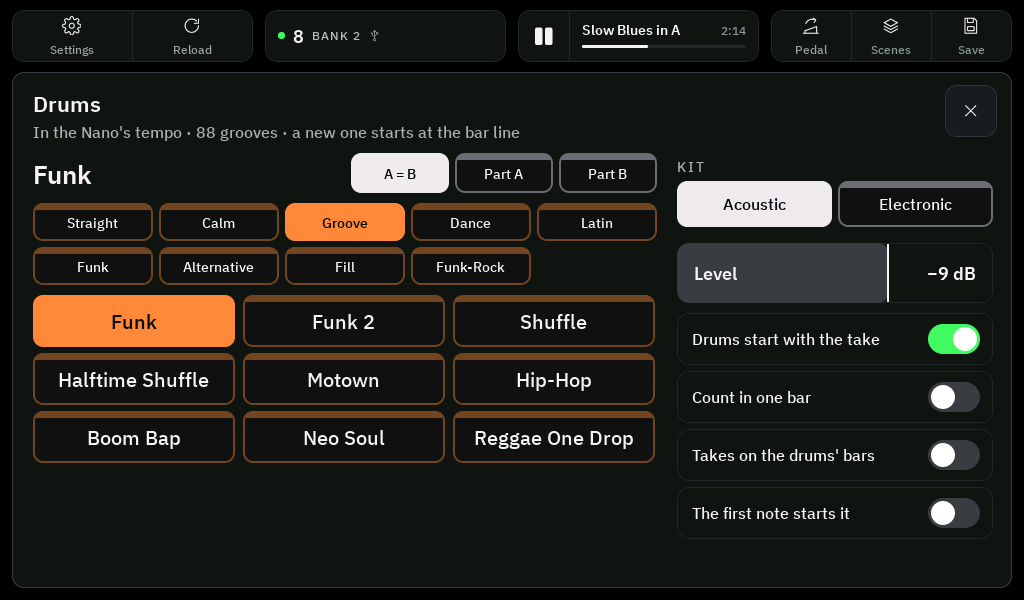 Settings
Reload
8 BANK 2
Slow Blues in A 2:14
Pedal
Scenes
Save
Drums
In the Nano's tempo · 88 grooves · a new one starts at the bar line
Funk
A = B
Part A
Part B
Straight
Calm
Groove
Dance
Latin
Funk
Alternative
Fill
Funk-Rock
Funk
Funk 2
Shuffle
Halftime Shuffle
Motown
Hip-Hop
Boom Bap
Neo Soul
Reggae One Drop
KIT
Acoustic
Electronic
Level −9 dB
Drums start with the take
Count in one bar
Takes on the drums' bars
The first note starts it